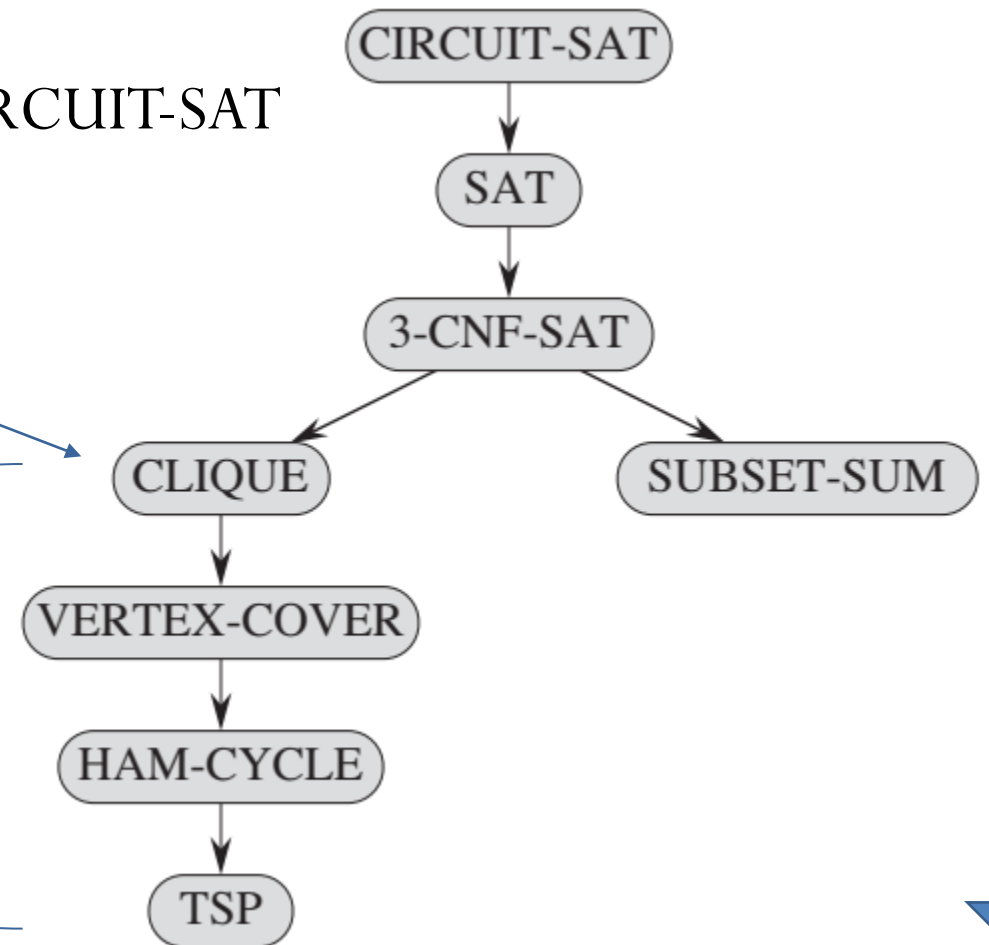 CIRCUIT-SAT
RCUIT-SAT
SAT
3-CNF-SAT
CLIQUE
SUBSET-SUM
VERTEX-COVER
HAM-CYCLE
TSP